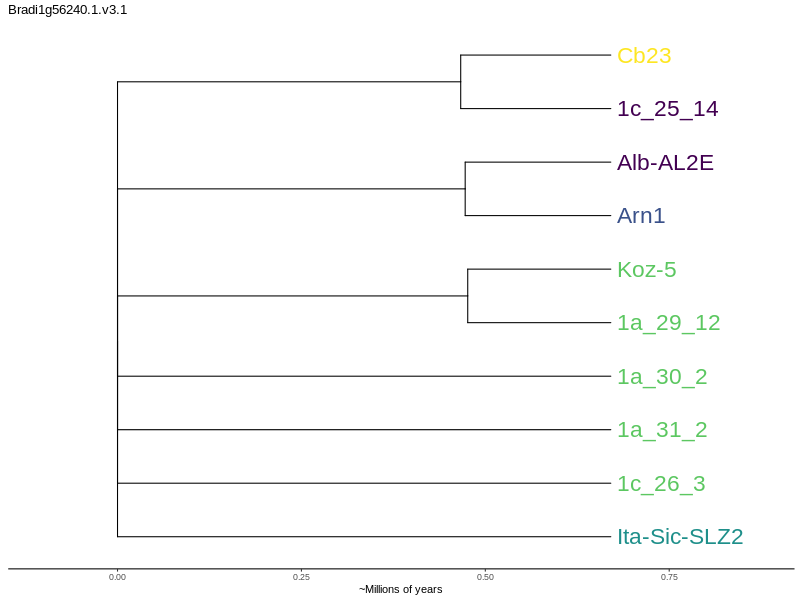 Bradi1g56240.1.v3.1
Cb23
1c_25_14
Alb-AL2E
Arn1
Koz-5
1a_29_12
1a_30_2
1a_31_2
1c_26_3
Ita-Sic-SLZ2
0.00 0.25 0.50 0.75
~Millions of years